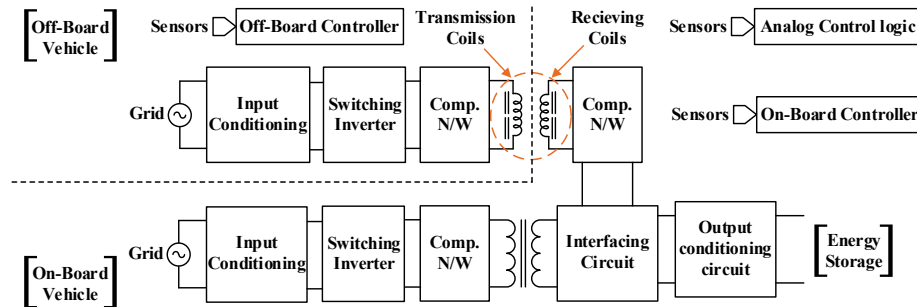 Off-Board
Vehicle
Sensors
Off-Board Controller
Transmission
Coils
Recieving
Coils
Sensors
Analog Control logic
Grid
Input
Conditioning
Switching
Inverter
Comp.
N/W
Comp.
N/W
Sensors
On-Board Controller
On-Board
Vehicle
Grid
Input
Conditioning
Switching
Inverter
Comp.
N/W
Interfacing
Circuit
Output
conditioning
circuit
Energy
Storage